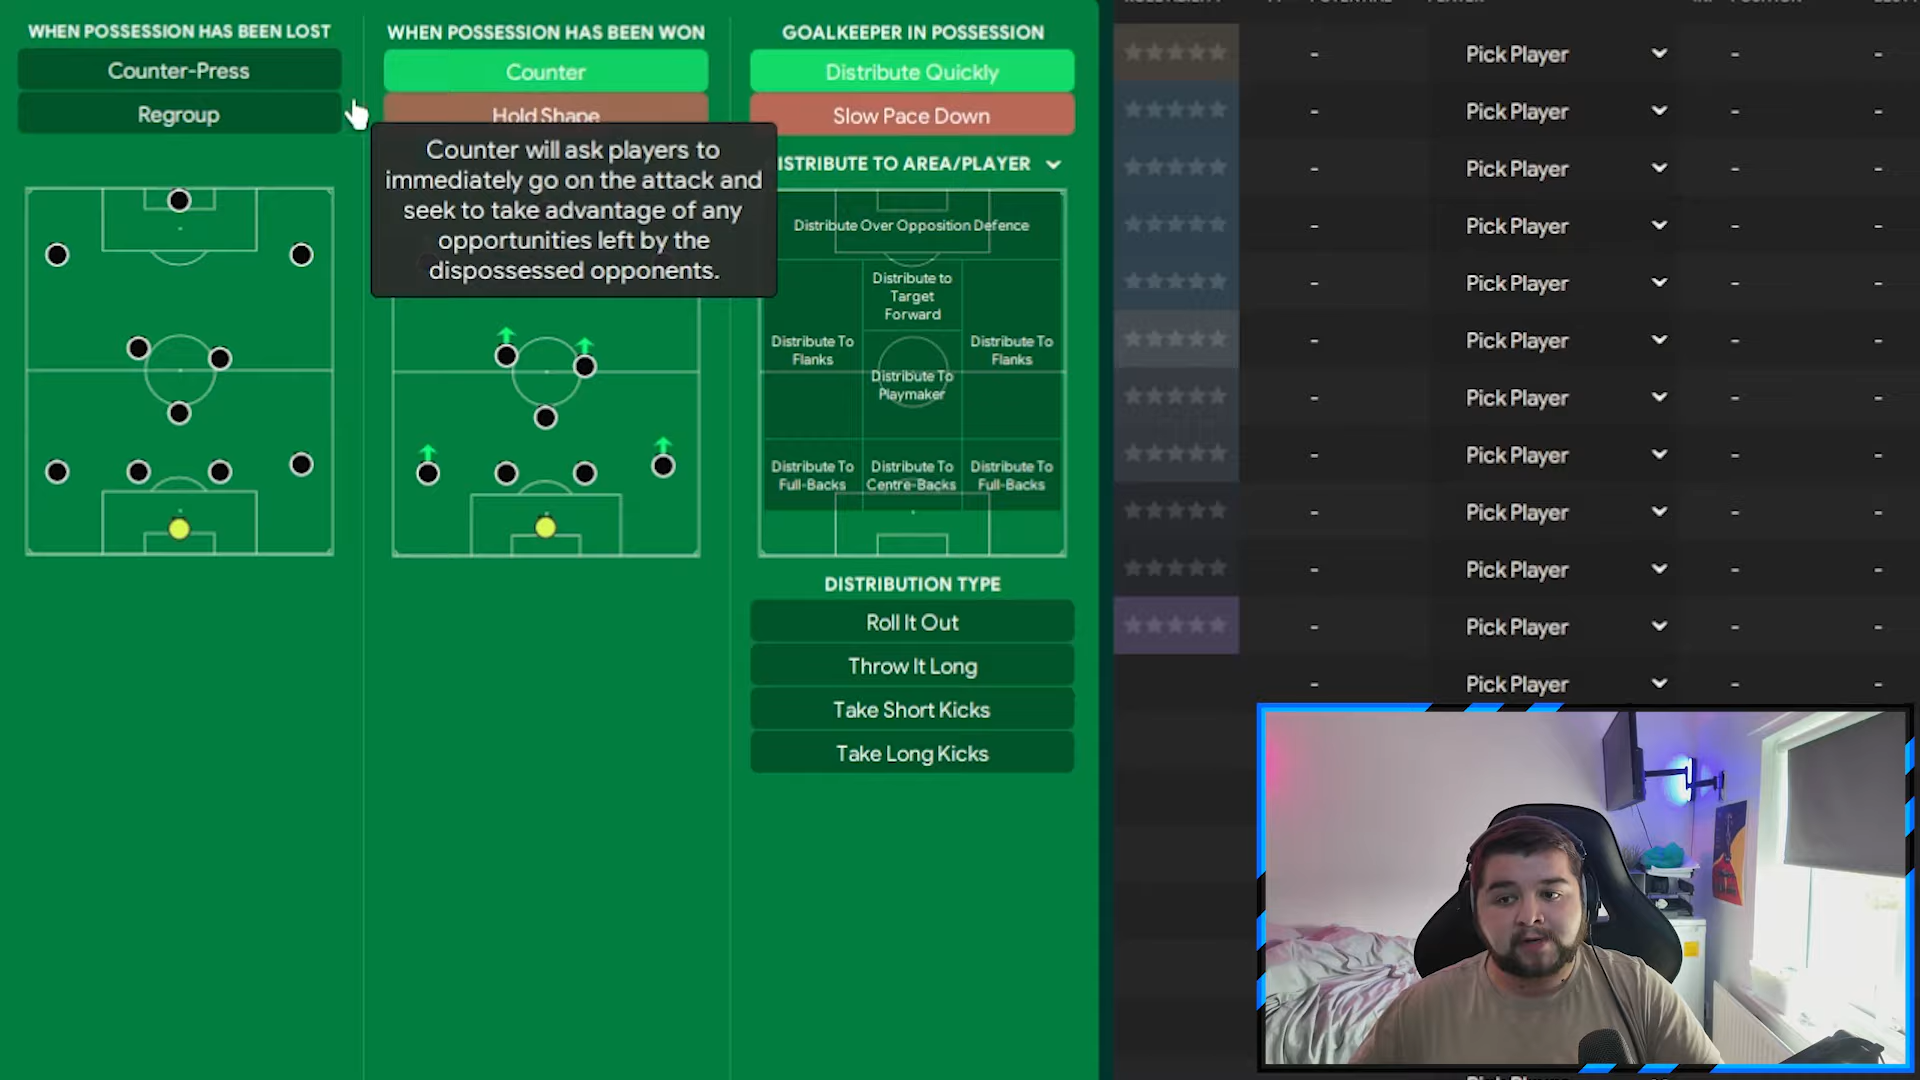 WHEN POSSESSION HAS BEEN LOST
Counter-Press
Regroup
WHEN POSSESSION HAS BEEN WON
Counter
Hold Shape
Counter will ask players to
immediately go on the attack and
seek to take advantage of any
opportunities left by the
dispossessed opponents.
GOALKEEPER IN POSSESSION
Distribute Quickly
Slow Pace Down
ISTRIBUTE TO AREA/PLAYER
Distribute Over Opposition Defence
Distribute to
Target
Forward
Distribute To
Flanks
Distribute To
Flanks
Distribute To
Playmaker
Distribute To
Full-Backs
Distribute To
Centre-Backs
Distribute To
Full-Backs
DISTRIBUTION TYPE
Roll It Out
Throw It Long
Take Short Kicks
Take Long Kicks
- Pick Player - -
- Pick Player - -
- Pick Player - -
- Pick Player - -
- Pick Player - -
- Pick Player - -
- Pick Player - -
- Pick Player - -
- Pick Player - -
- Pick Player - -
- Pick Player - -
- Pick Player - -